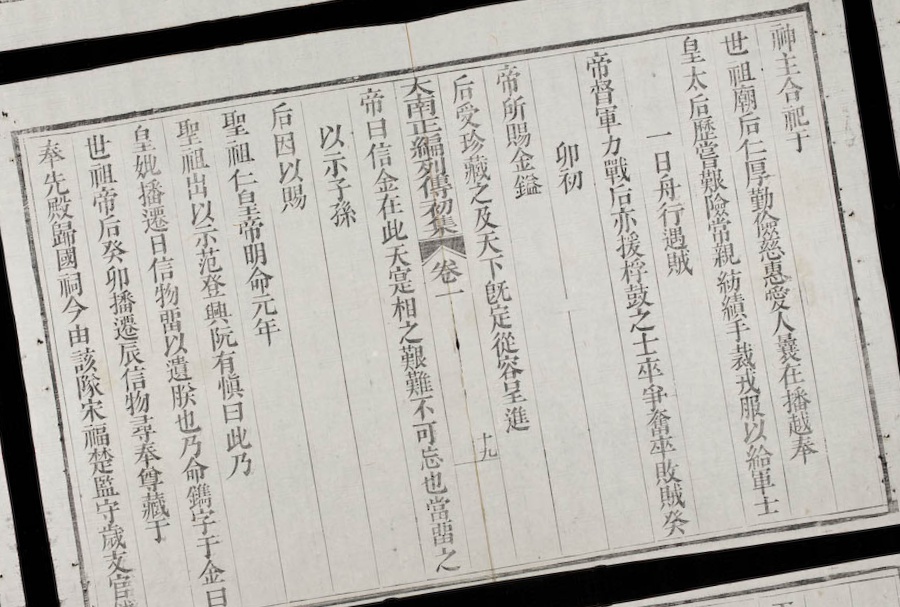 神主合祀于
世祖廟后仁厚勤儉慈惠愛人曩在播越奉
皇太后歷嘗艱險常親紡績手裁戎服以給軍士
一日舟行遇賊
帝督軍力戰后亦援桴鼓之士卒爭奮卒敗賊癸
卯初
帝所賜金鎰
后受珍藏之及天下旣定從容呈進
大南正編列傳初集 卷一 十九
帝曰信金在此天寔相之艱難不可忘也當畱之
以示子孫
后因以賜
聖祖仁皇帝明命元年
聖祖出以示范登興阮有愼曰此乃
皇妣播遷日信物畱以遺朕也乃命鐫字于金曰
世祖帝后癸卯播遷辰信物尋奉尊藏于
奉先殿歸國祠今由該隊宋福楚監守歲支官